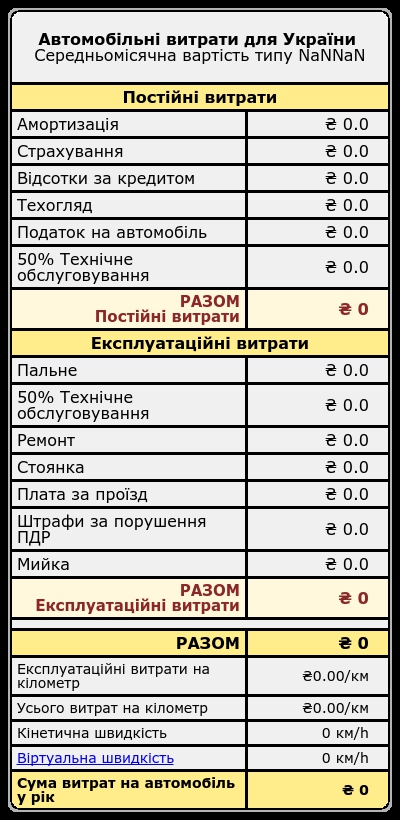 Автомобільні витрати для України
Середньомісячна вартість типу NaNNaN
Постійні витрати
Амортизація ₴ 0.0
Страхування ₴ 0.0
Відсотки за кредитом ₴ 0.0
Техогляд ₴ 0.0
Податок на автомобіль ₴ 0.0
50% Технічне
обслуговування ₴ 0.0
РАЗОМ
Постійні витрати ₴ 0
Експлуатаційні витрати
Пальне ₴ 0.0
50% Технічне
обслуговування ₴ 0.0
Ремонт ₴ 0.0
Стоянка ₴ 0.0
Плата за проїзд ₴ 0.0
Штрафи за порушення
ПДР ₴ 0.0
Мийка ₴ 0.0
РАЗОМ
Експлуатаційні витрати ₴ 0
РАЗОМ ₴ 0
Експлуатаційні витрати на
кілометр ₴0.00/км
Усього витрат на кілометр ₴0.00/км
Кінетична швидкість 0 км/h
Віртуальна швидкість 0 км/h
Сума витрат на автомобіль
у рік ₴ 0